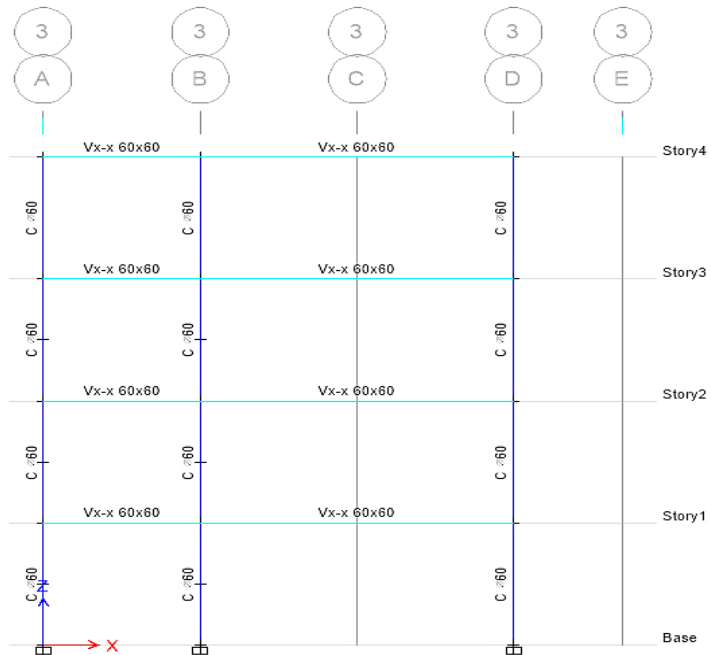 3 3 3 3 3
A B C D E
Vx-x 60x60 Vx-x 60x60 Story4
C ⌀60 C ⌀60 C ⌀60
Vx-x 60x60 Vx-x 60x60 Story3
C ⌀60 C ⌀60 C ⌀60
Vx-x 60x60 Vx-x 60x60 Story2
C ⌀60 C ⌀60 C ⌀60
Vx-x 60x60 Vx-x 60x60 Story1
C ⌀60 C ⌀60 C ⌀60
Z
X Base